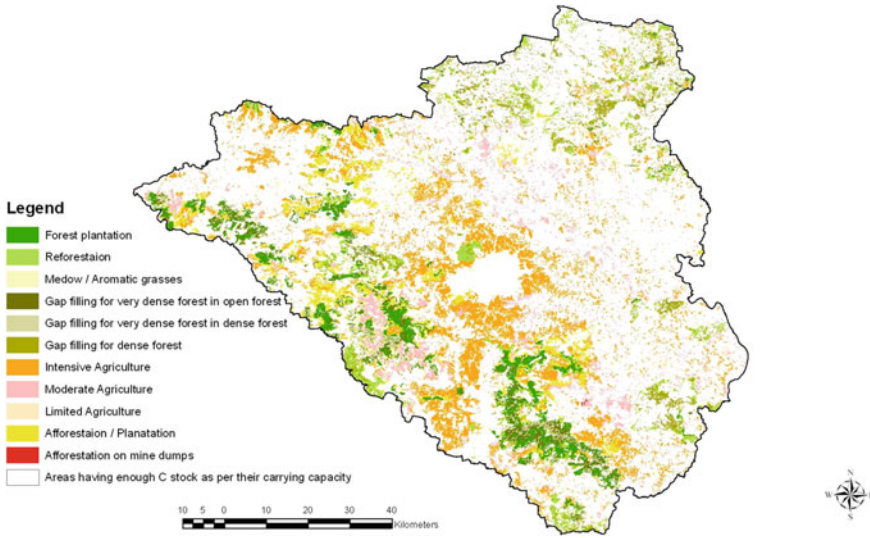 Legend
Forest plantation
Reforestaion
Medow / Aromatic grasses
Gap filling for very dense forest in open forest
Gap filling for very dense forest in dense forest
Gap filling for dense forest
Intensive Agriculture
Moderate Agriculture
Limited Agriculture
Afforestaion / Planatation
Afforestation on mine dumps
Areas having enough C stock as per their carrying capacity
10 5 0 10 20 30 40
Kilometers
N
W
S